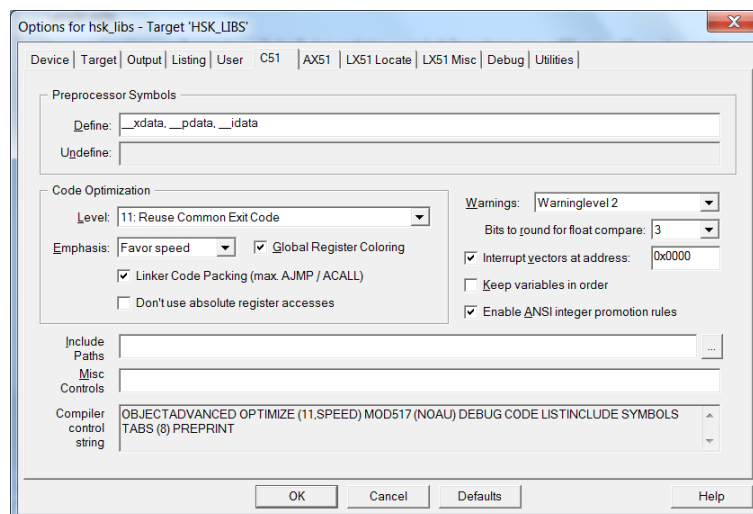 Options for hsk_libs - Target 'HSK_LIBS'
Device Target Output Listing User C51 AX51 LX51 Locate LX51 Misc Debug Utilities
Preprocessor Symbols
Define: __xdata, __pdata, __idata
Undefine:
Code Optimization
Level: 11: Reuse Common Exit Code
Emphasis: Favor speed Global Register Coloring
Linker Code Packing (max. AJMP / ACALL)
Don't use absolute register accesses
Warnings: Warninglevel 2
Bits to round for float compare: 3
Interrupt vectors at address: 0x0000
Keep variables in order
Enable ANSI integer promotion rules
Include
Paths
...
Misc
Controls
Compiler
control
string
OBJECTADVANCED OPTIMIZE (11,SPEED) MOD517 (NOAU) DEBUG CODE LISTINCLUDE SYMBOLS
TABS (8) PREPRINT
OK Cancel Defaults Help